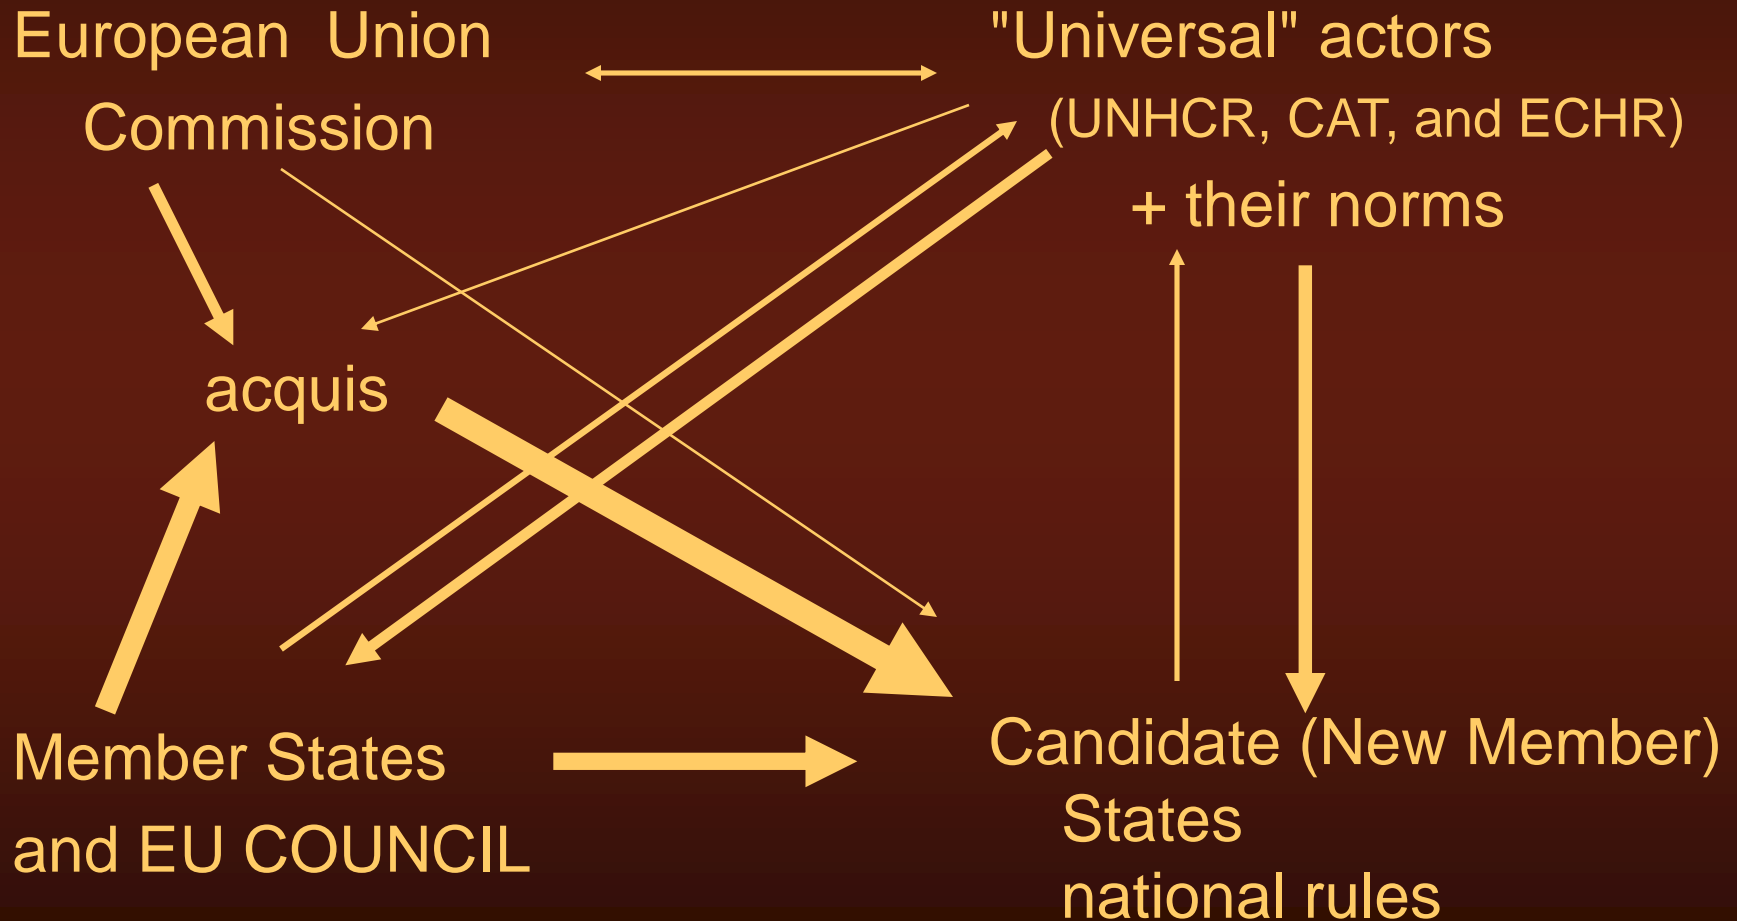 European Union
Commission
"Universal" actors
(UNHCR, CAT, and ECHR)
+ their norms
acquis
Member States
and EU COUNCIL
Candidate (New Member)
States
national rules